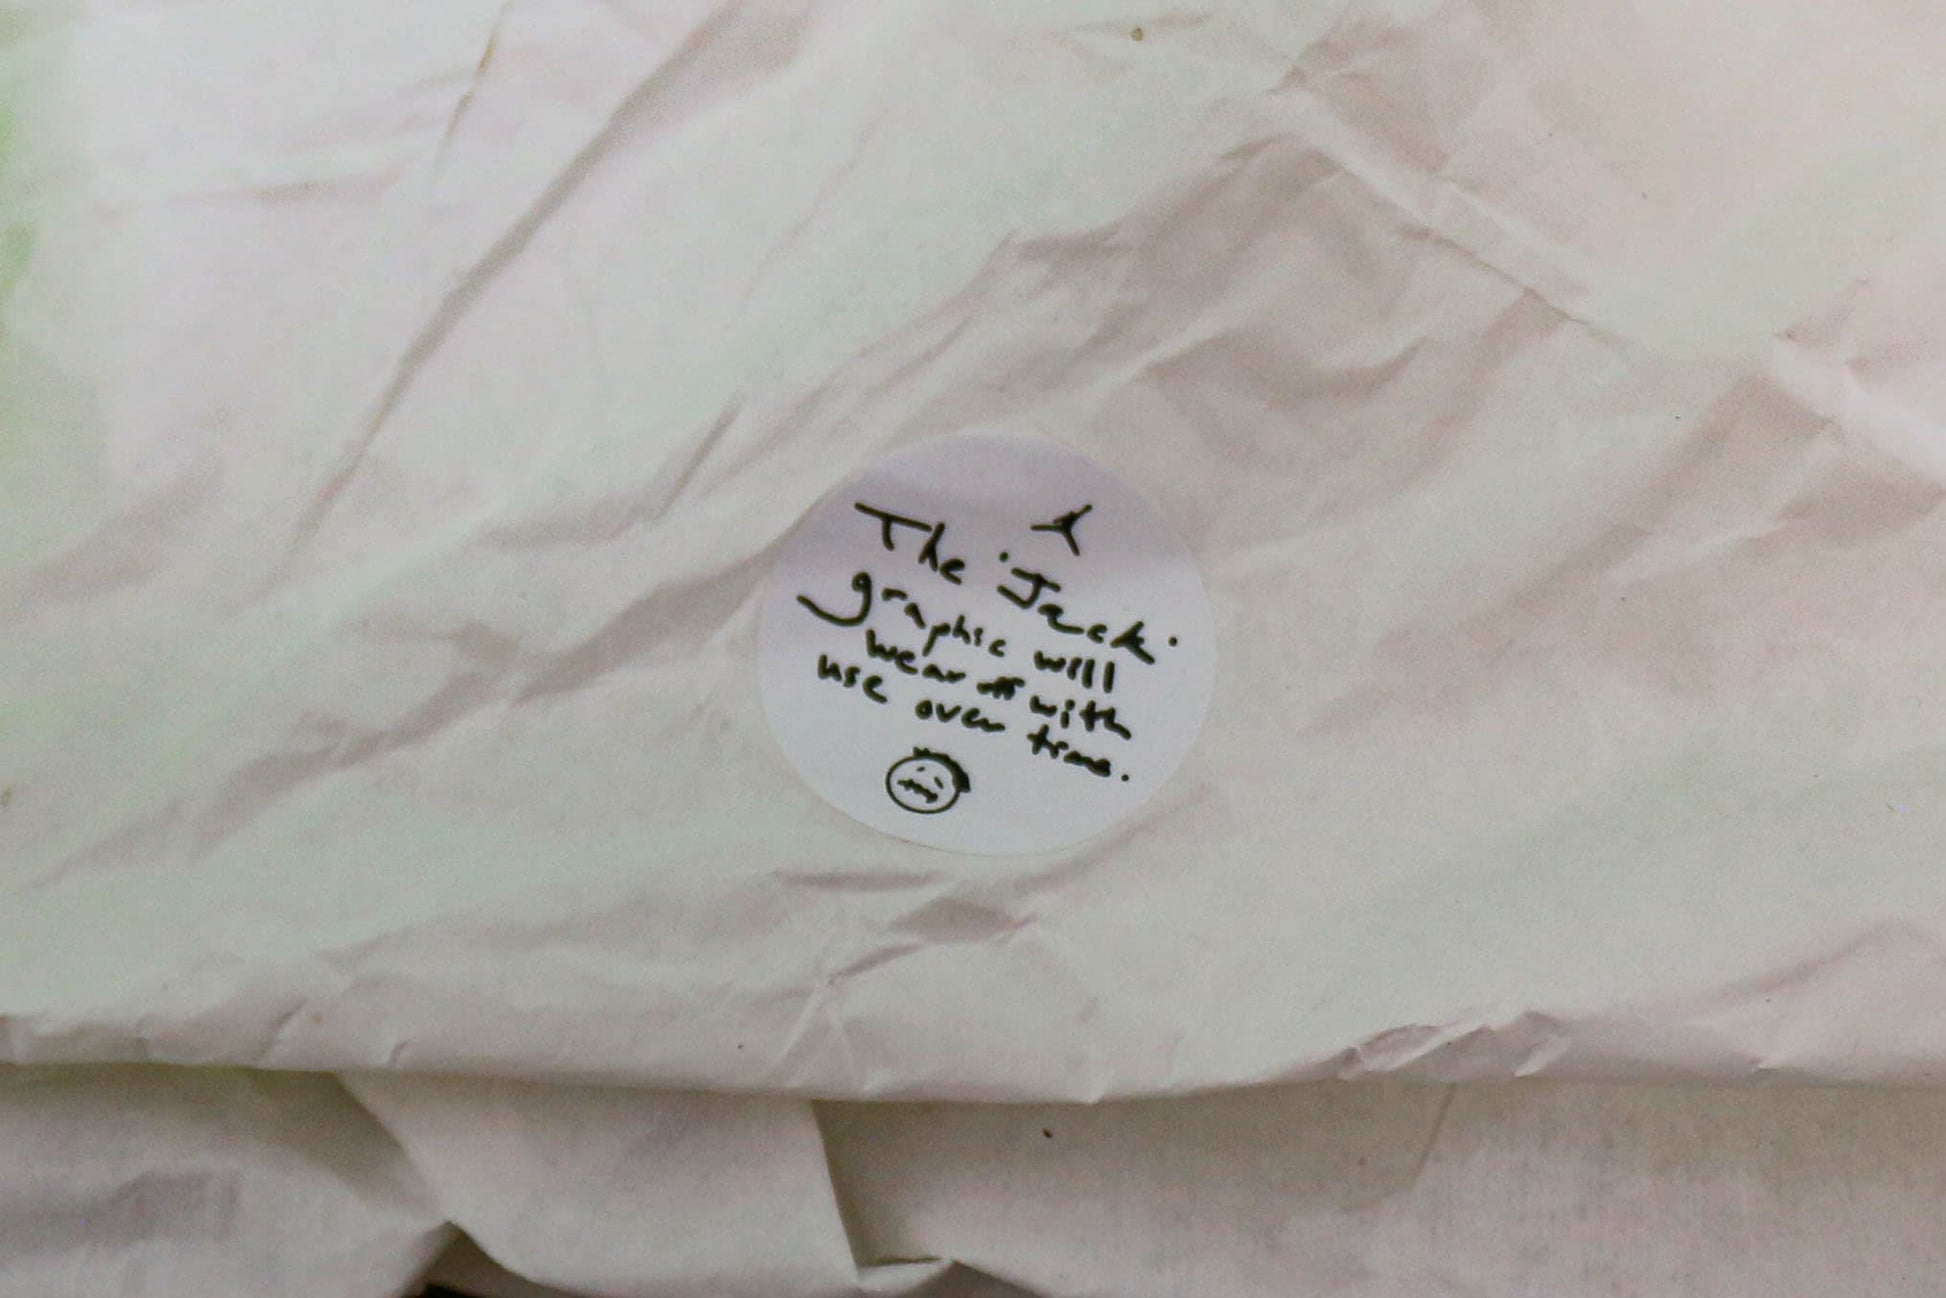 The 'Jack'
graphic will
wear off with
use over time.